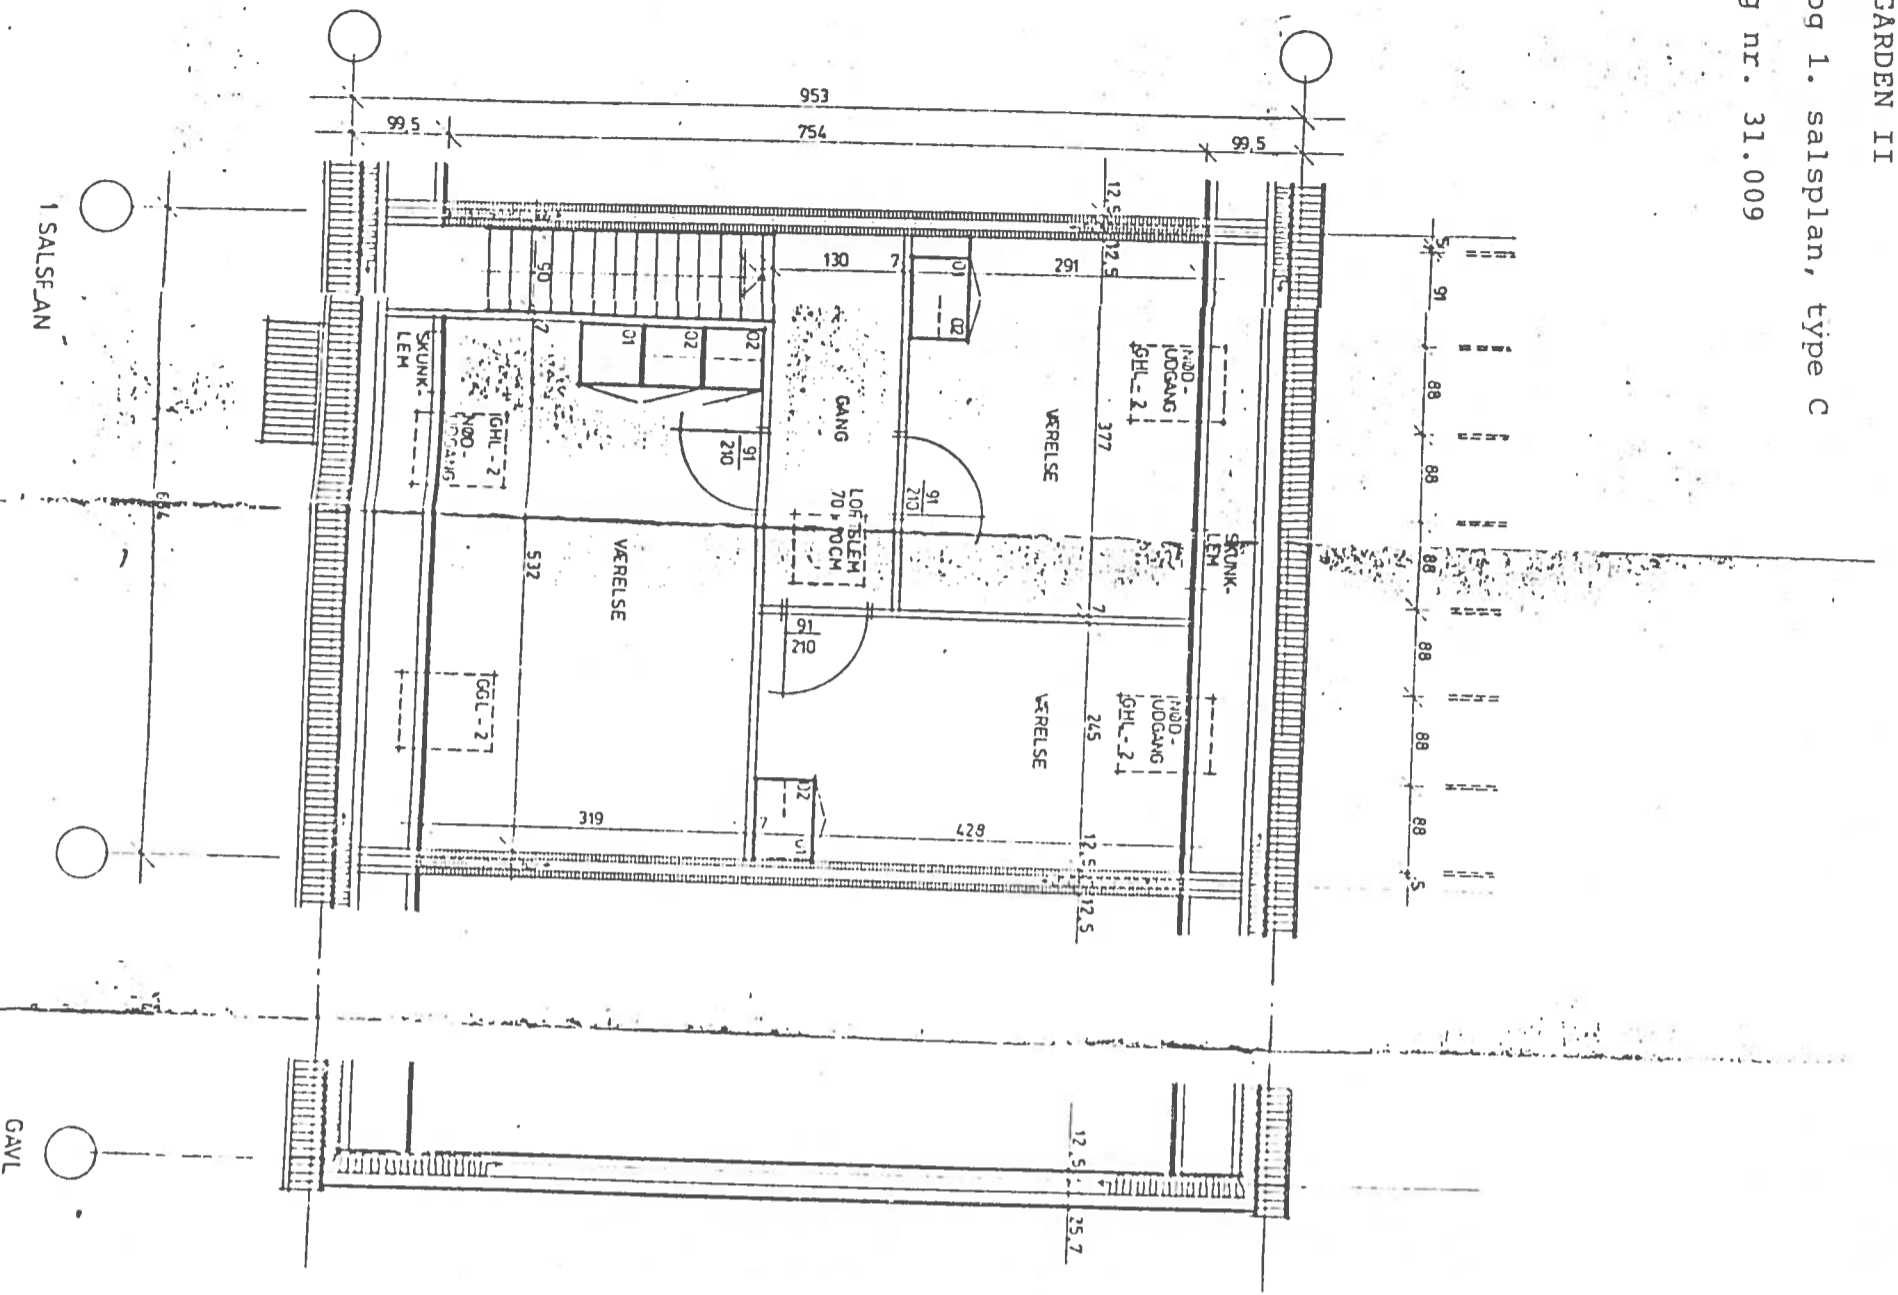 GÅRDEN II
og 1. salsplan, type C
g nr. 31.009
953
99,5
754
99,5
12,5
12,5
130
7
291
90
7
01
02
01
02
02
SKUNK-
LEM
GHL-2
NØD-
UDGANG
91
210
GANG
LOFTSLEM
91
210
VÆRELSE
377
NØD-
UDGANG
GHL-2
SKUNK-
LEM
5
91
88
88
88
88
88
88
5
532
VÆRELSE
91
210
7
245
VÆRELSE
NØD-
UDGANG
GHL-2
GGL-2
319
7
02
01
428
12,5
12,5
1 SALSPLAN
12,5
25,7
GAVL